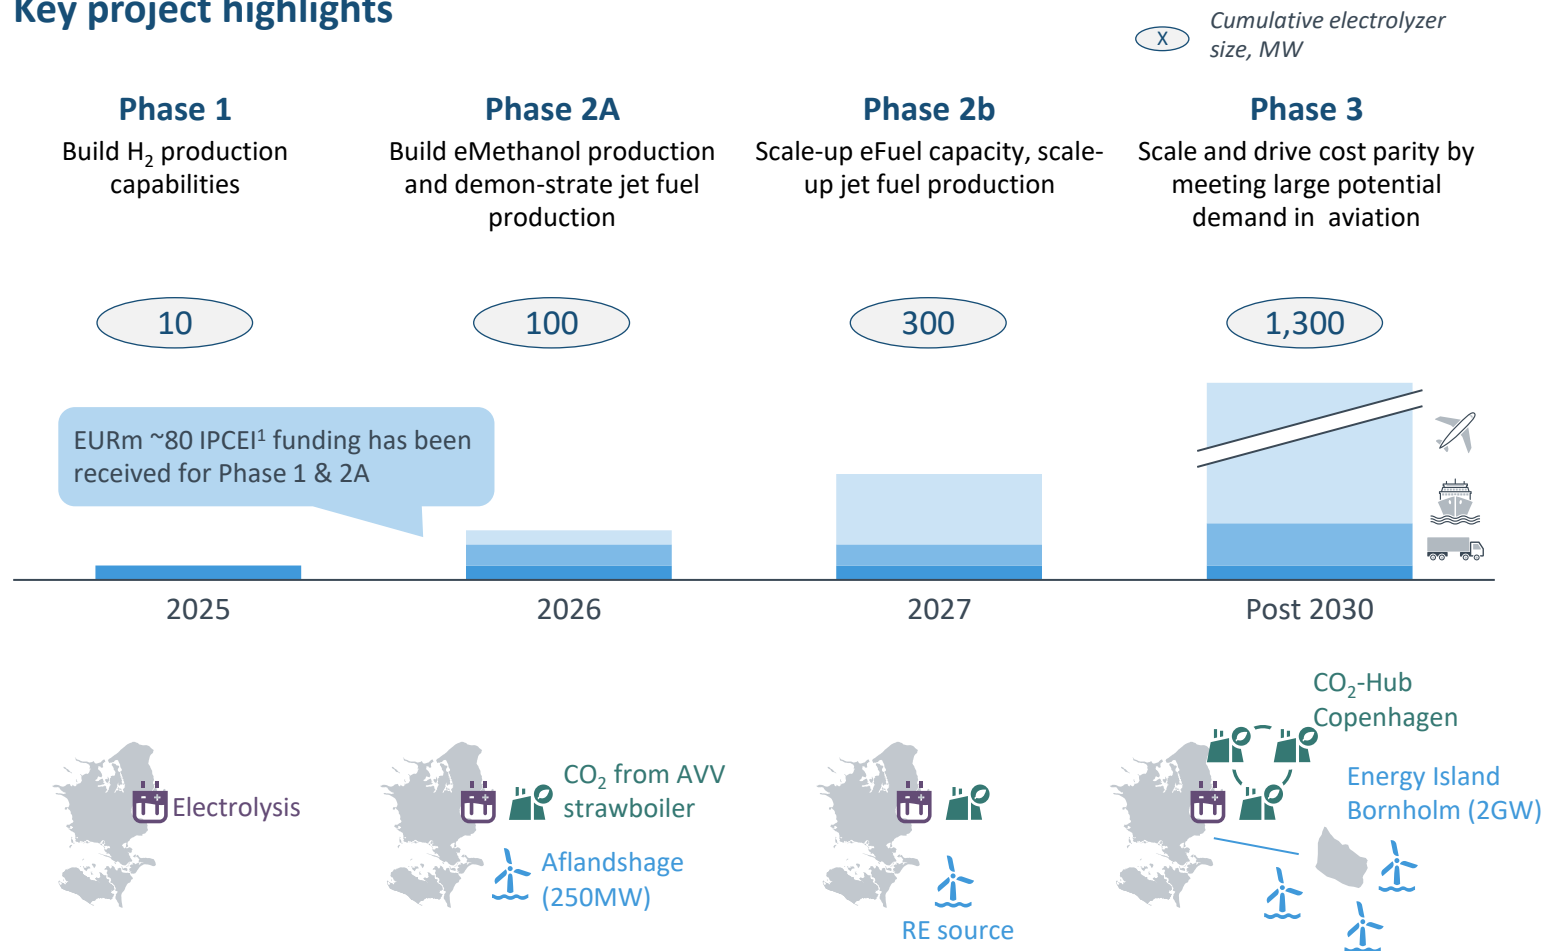 Key project highlights
X
Cumulative electrolyzer
size, MW
Phase 1
Build H₂ production
capabilities
Phase 2A
Build eMethanol production
and demon-strate jet fuel
production
Phase 2b
Scale-up eFuel capacity, scale-
up jet fuel production
Phase 3
Scale and drive cost parity by
meeting large potential
demand in aviation
10
100
300
1,300
EURm ~80 IPCEI¹ funding has been
received for Phase 1 & 2A
2025
2026
2027
Post 2030
Electrolysis
CO₂ from AVV
strawboiler
Aflandshage
(250MW)
RE source
CO₂-Hub
Copenhagen
Energy Island
Bornholm (2GW)